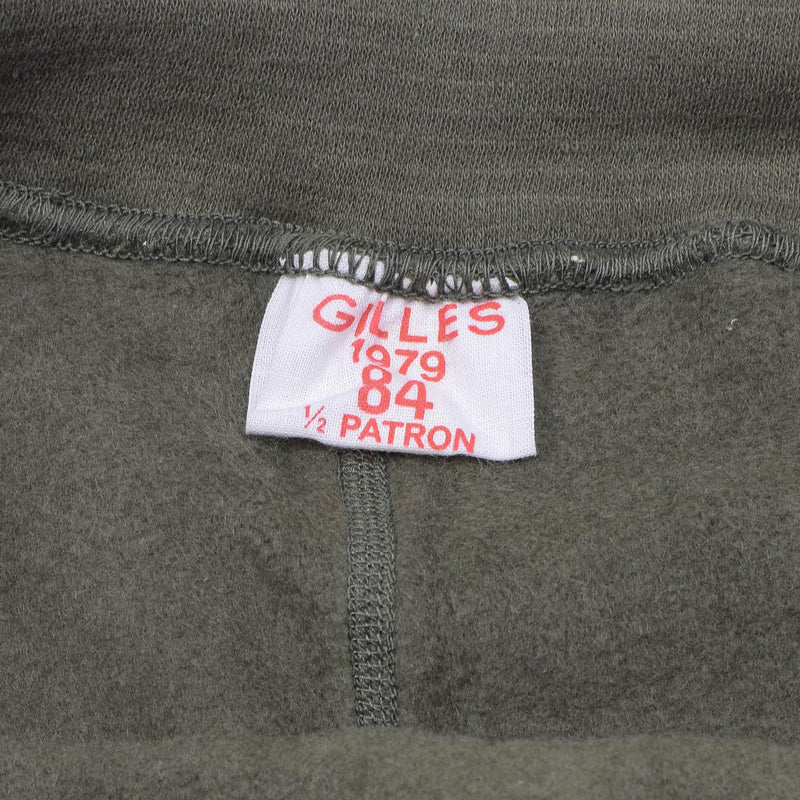 GILLES
1979
84
½ PATRON